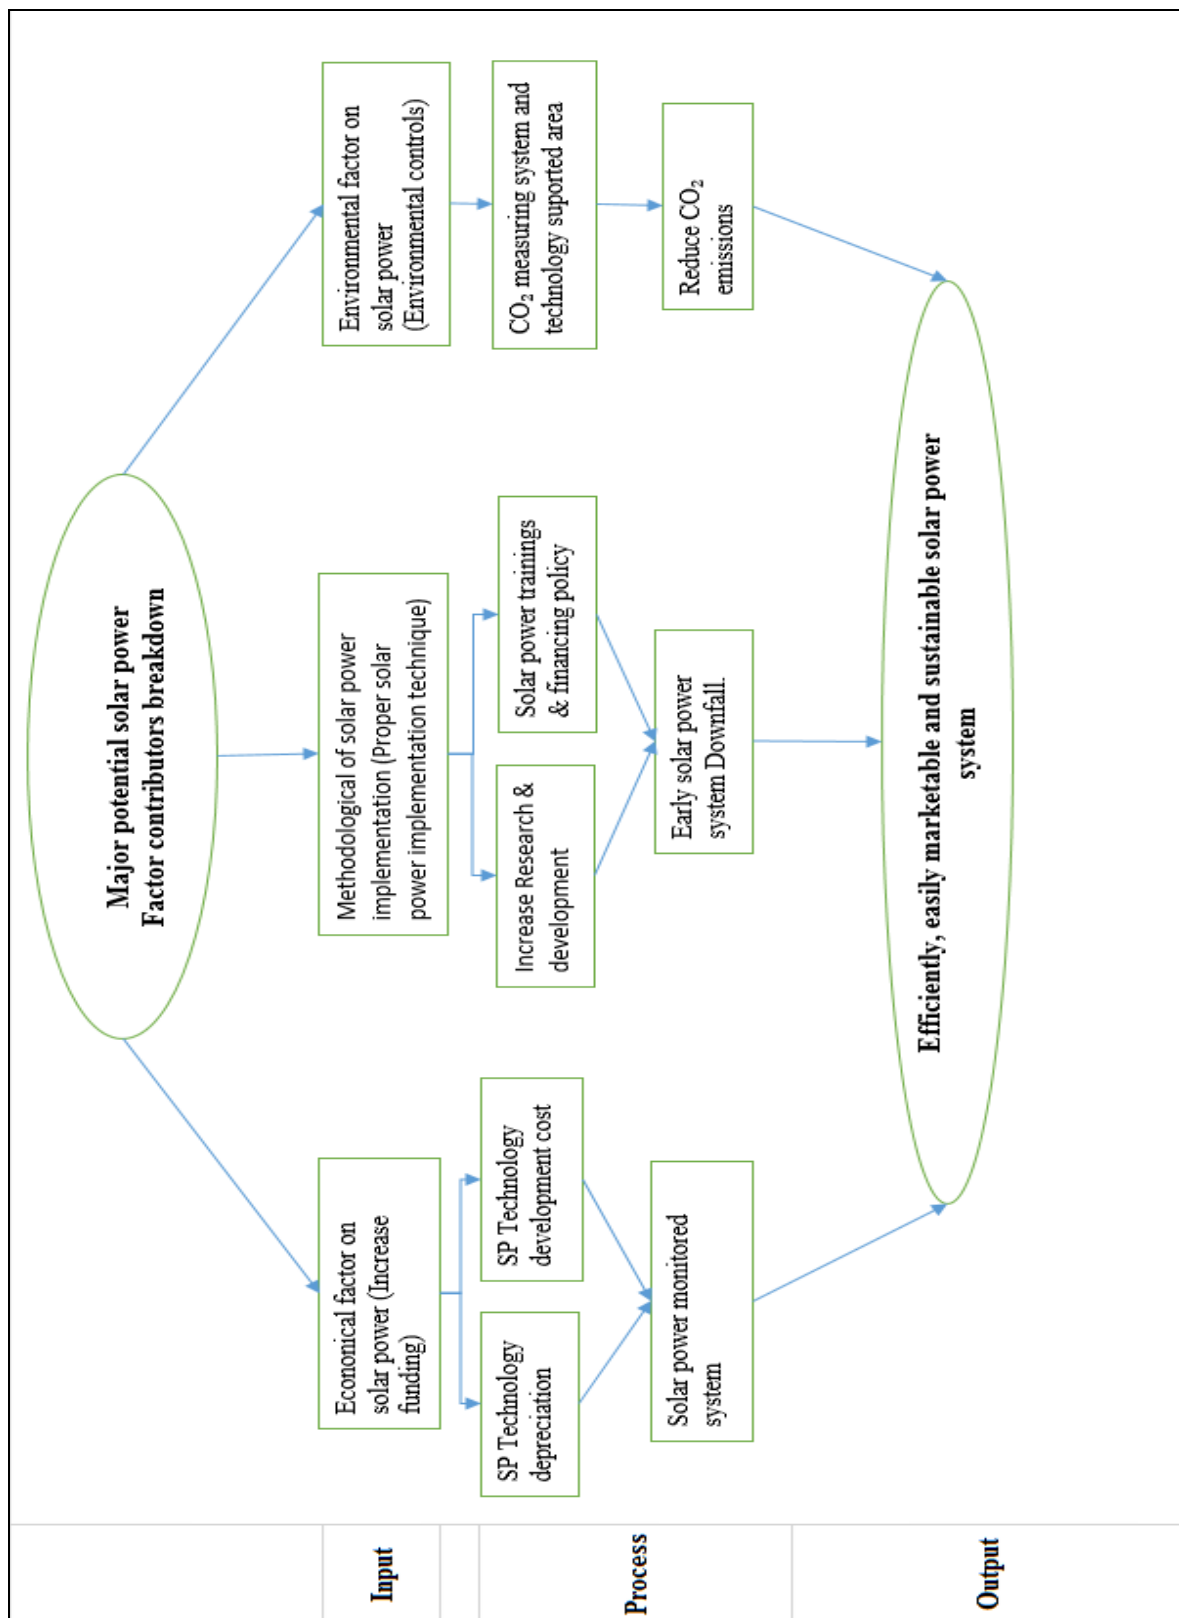 Major potential solar power
Factor contributors breakdown
Input
Econonical factor on
solar power (Increase
funding)
Methodological of solar power
implementation (Proper solar
power implementation technique)
Environmental factor on
solar power
(Environmental controls)
Process
SP Technology
depreciation
SP Technology
development cost
Increase Research &
development
Solar power trainings
& financing policy
CO₂ measuring system and
technology suported area
Solar power monitored
system
Early solar power
system Downfall.
Reduce CO₂
emissions
Output
Efficiently, easily marketable and sustainable solar power
system